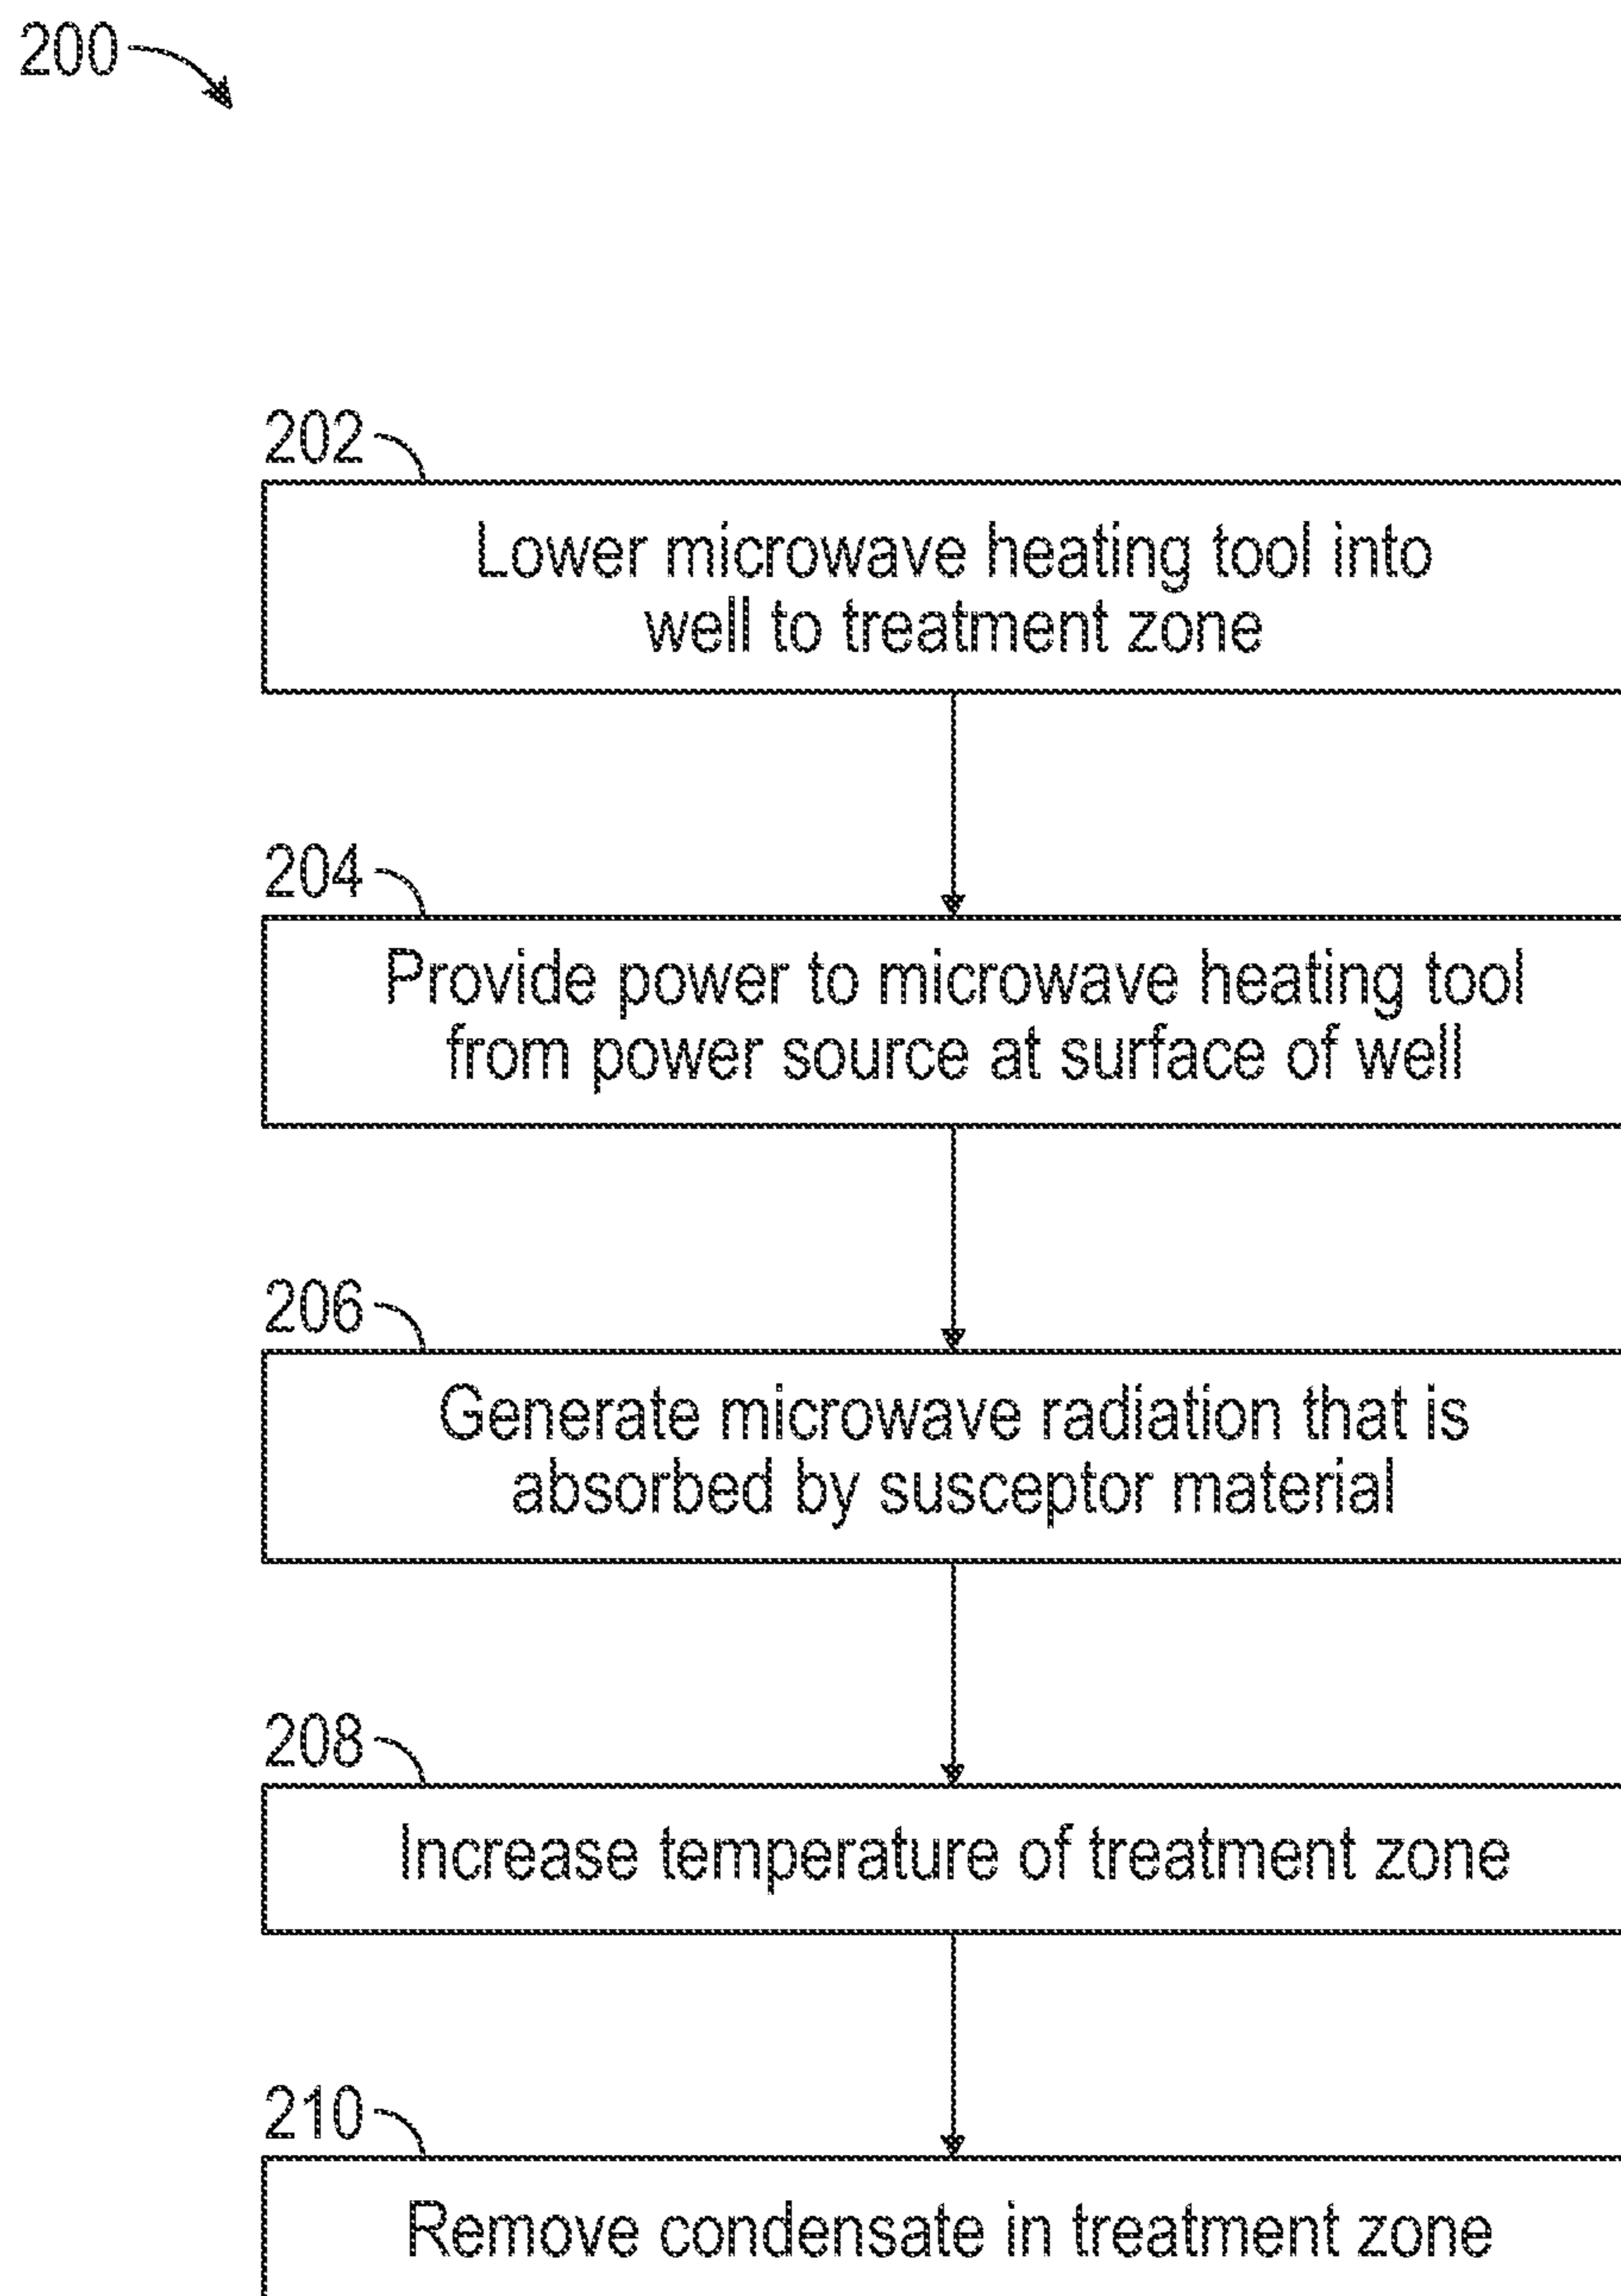 200
202
Lower microwave heating tool into
well to treatment zone
204
Provide power to microwave heating tool
from power source at surface of well
206
Generate microwave radiation that is
absorbed by susceptor material
208
Increase temperature of treatment zone
210
Remove condensate in treatment zone